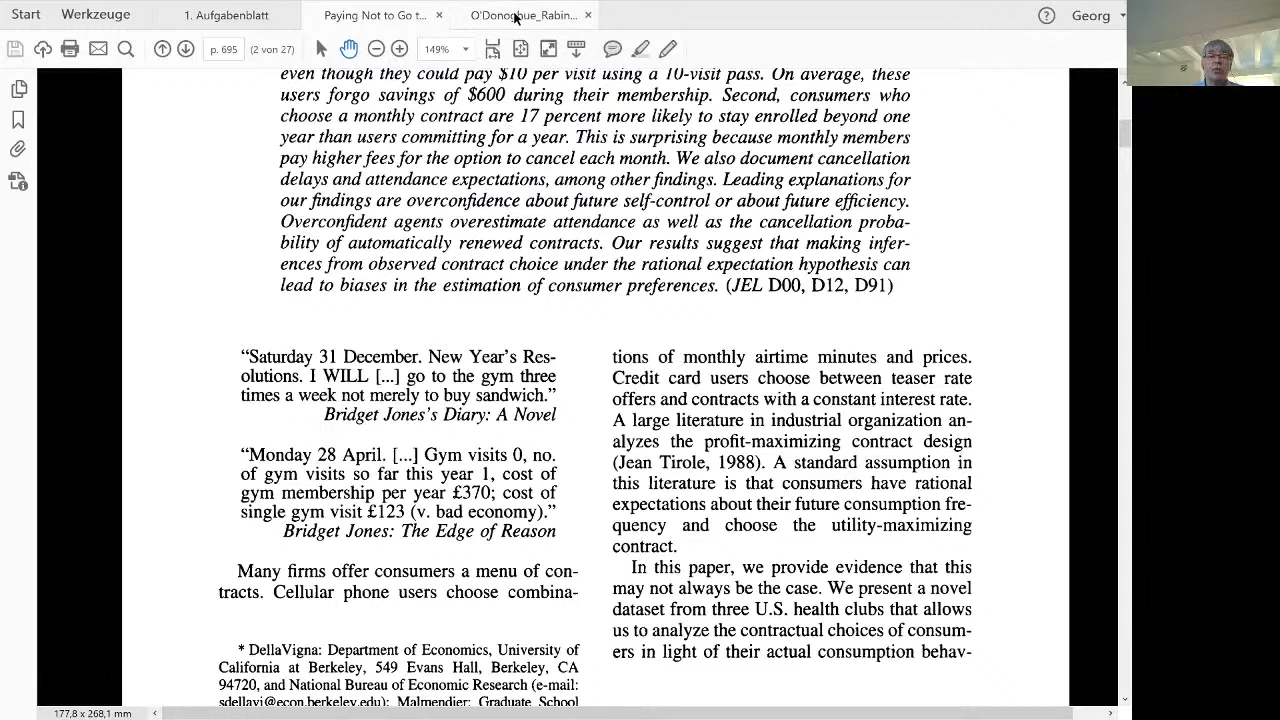 Start Werkzeuge 1. Aufgabenblatt Paying Not to Go t... × O'Donoghue_Rabin... × ? Georg
p. 695 (2 von 27) 149%
even though they could pay $10 per visit using a 10-visit pass. On average, these
users forgo savings of $600 during their membership. Second, consumers who
choose a monthly contract are 17 percent more likely to stay enrolled beyond one
year than users committing for a year. This is surprising because monthly members
pay higher fees for the option to cancel each month. We also document cancellation
delays and attendance expectations, among other findings. Leading explanations for
our findings are overconfidence about future self-control or about future efficiency.
Overconfident agents overestimate attendance as well as the cancellation proba-
bility of automatically renewed contracts. Our results suggest that making infer-
ences from observed contract choice under the rational expectation hypothesis can
lead to biases in the estimation of consumer preferences. (JEL D00, D12, D91)
“Saturday 31 December. New Year’s Res-
olutions. I WILL [...] go to the gym three
times a week not merely to buy sandwich.”
Bridget Jones’s Diary: A Novel
“Monday 28 April. [...] Gym visits 0, no.
of gym visits so far this year 1, cost of
gym membership per year £370; cost of
single gym visit £123 (v. bad economy).”
Bridget Jones: The Edge of Reason
Many firms offer consumers a menu of con-
tracts. Cellular phone users choose combina-
* DellaVigna: Department of Economics, University of
California at Berkeley, 549 Evans Hall, Berkeley, CA
94720, and National Bureau of Economic Research (e-mail:
sdellavi@econ.berkeley.edu); Malmendier: Graduate School
tions of monthly airtime minutes and prices.
Credit card users choose between teaser rate
offers and contracts with a constant interest rate.
A large literature in industrial organization an-
alyzes the profit-maximizing contract design
(Jean Tirole, 1988). A standard assumption in
this literature is that consumers have rational
expectations about their future consumption fre-
quency and choose the utility-maximizing
contract.
In this paper, we provide evidence that this
may not always be the case. We present a novel
dataset from three U.S. health clubs that allows
us to analyze the contractual choices of consum-
ers in light of their actual consumption behav-
177,8 x 268,1 mm